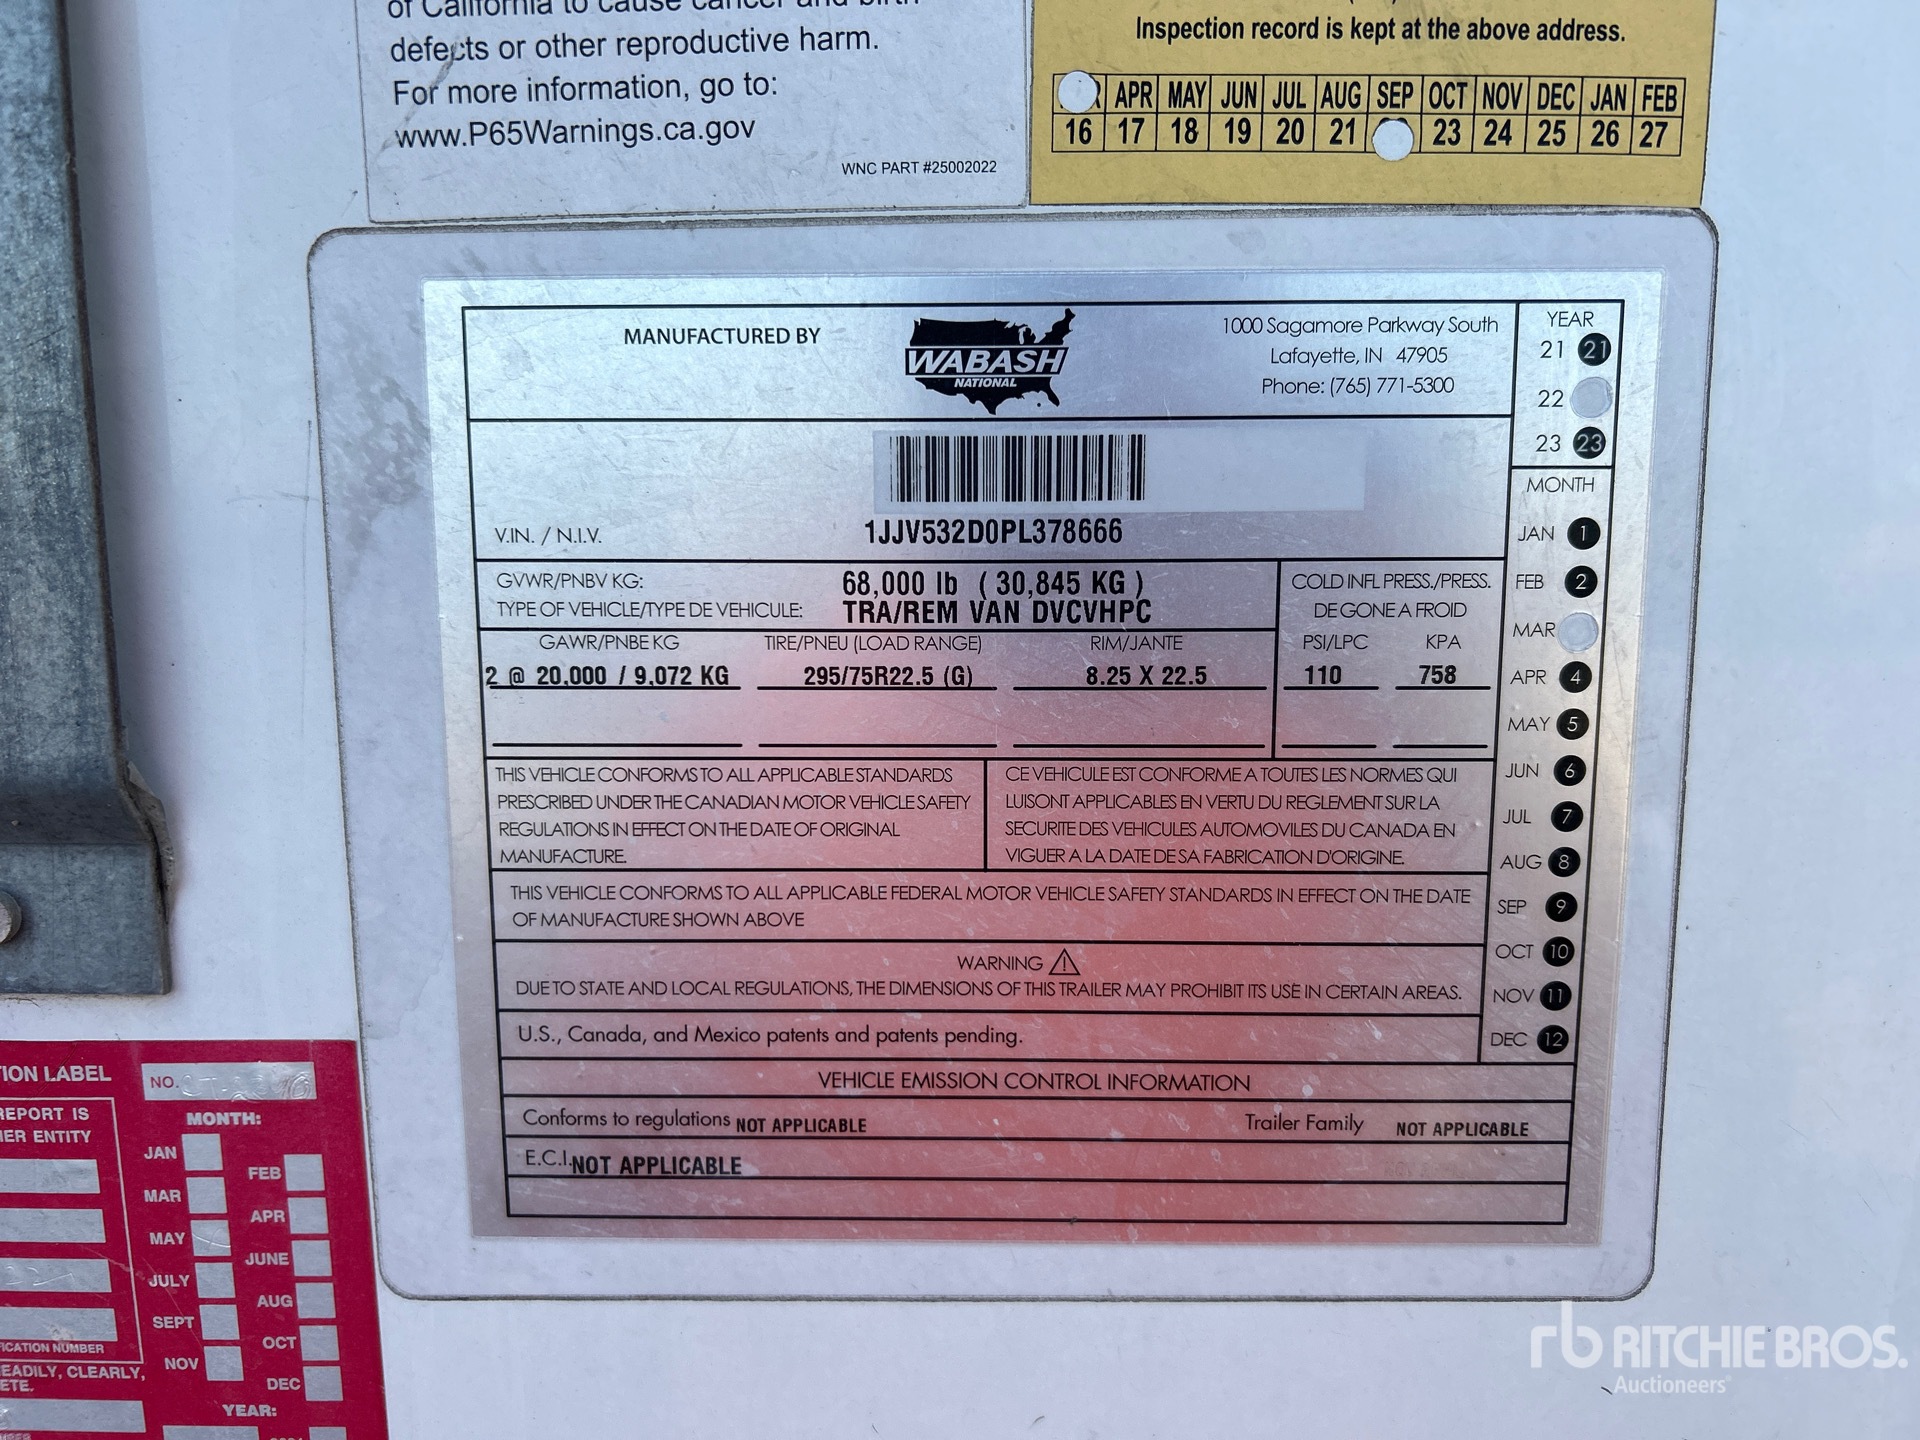 of California to cause cancer and birth
defects or other reproductive harm.
For more information, go to:
www.P65Warnings.ca.gov
WNC PART #25002022
Inspection record is kept at the above address.
APR MAY JUN JUL AUG SEP OCT NOV DEC JAN FEB
16 17 18 19 20 21 23 24 25 26 27
MANUFACTURED BY
WABASH
NATIONAL
1000 Sagamore Parkway South
Lafayette, IN 47905
Phone: (765) 771-5300
YEAR
21 21
22
23 23
MONTH
JAN 1
FEB 2
MAR
APR 4
MAY 5
JUN 6
JUL 7
AUG 8
SEP 9
OCT 10
NOV 11
DEC 12
V.IN. / N.I.V. 1JJV532D0PL378666
GVWR/PNBV KG: 68,000 lb ( 30,845 KG )
TYPE OF VEHICLE/TYPE DE VEHICULE: TRA/REM VAN DVCVHPC
COLD INFL PRESS./PRESS.
DE GONE A FROID
GAWR/PNBE KG TIRE/PNEU (LOAD RANGE) RIM/JANTE PSI/LPC KPA
2 @ 20,000 / 9,072 KG 295/75R22.5 (G) 8.25 X 22.5 110 758
THIS VEHICLE CONFORMS TO ALL APPLICABLE STANDARDS
PRESCRIBED UNDER THE CANADIAN MOTOR VEHICLE SAFETY
REGULATIONS IN EFFECT ON THE DATE OF ORIGINAL
MANUFACTURE.
CE VEHICULE EST CONFORME A TOUTES LES NORMES QUI
LUISONT APPLICABLES EN VERTU DU REGLEMENT SUR LA
SECURITE DES VEHICULES AUTOMOVILES DU CANADA EN
VIGUER A LA DATE DE SA FABRICATION D'ORIGINE.
THIS VEHICLE CONFORMS TO ALL APPLICABLE FEDERAL MOTOR VEHICLE SAFETY STANDARDS IN EFFECT ON THE DATE
OF MANUFACTURE SHOWN ABOVE
WARNING
DUE TO STATE AND LOCAL REGULATIONS, THE DIMENSIONS OF THIS TRAILER MAY PROHIBIT ITS USE IN CERTAIN AREAS.
U.S., Canada, and Mexico patents and patents pending.
VEHICLE EMISSION CONTROL INFORMATION
Conforms to regulations NOT APPLICABLE Trailer Family NOT APPLICABLE
E.C.I. NOT APPLICABLE
ION LABEL
NO.
REPORT IS
HER ENTITY
MONTH:
JAN
FEB
MAR
APR
MAY
JUNE
JULY
AUG
SEPT
OCT
NOV
DEC
FICATION NUMBER
EADILY, CLEARLY,
ETE.
YEAR:
rb RITCHIE BROS.
Auctioneers